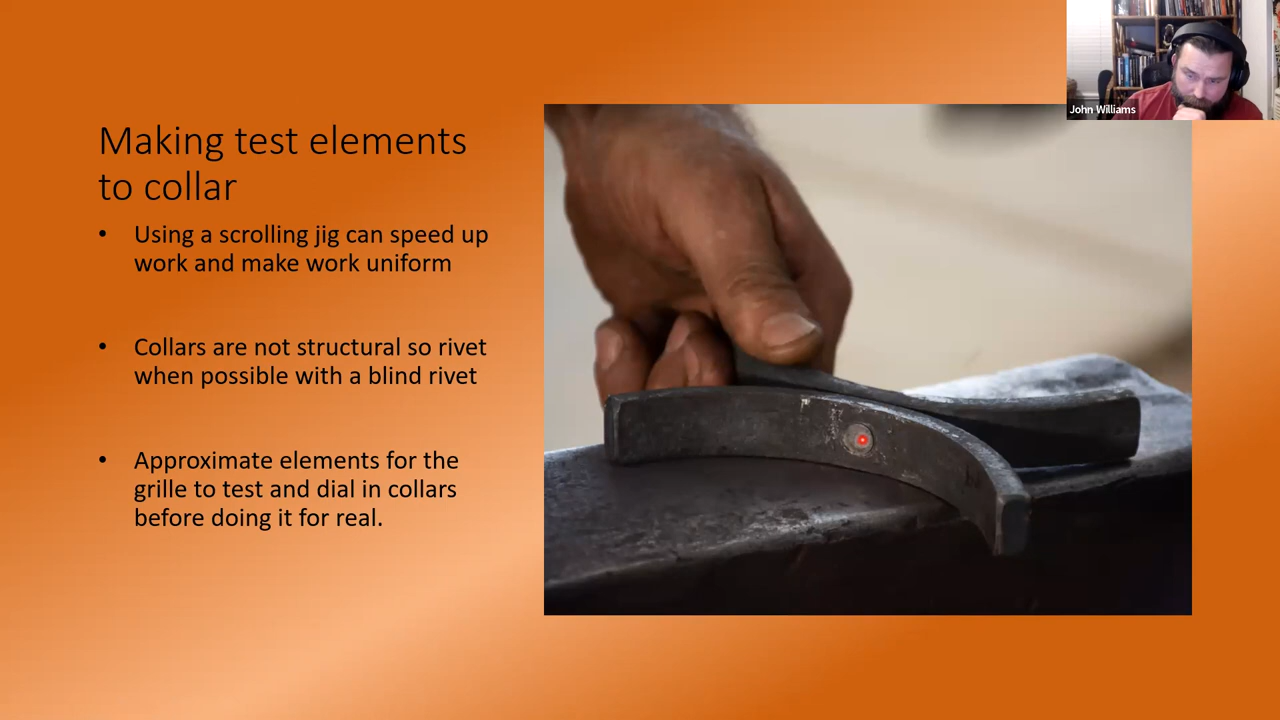 John Williams
Making test elements
to collar
• Using a scrolling jig can speed up
work and make work uniform
• Collars are not structural so rivet
when possible with a blind rivet
• Approximate elements for the
grille to test and dial in collars
before doing it for real.